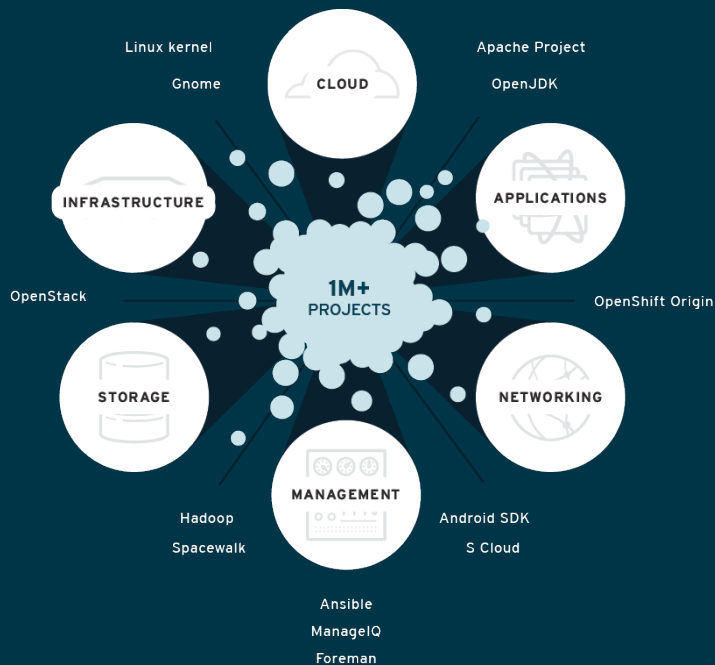 Linux kernel
Gnome
CLOUD
Apache Project
OpenJDK
INFRASTRUCTURE
APPLICATIONS
1M+
PROJECTS
OpenStack
OpenShift Origin
STORAGE
NETWORKING
MANAGEMENT
Hadoop
Spacewalk
Android SDK
S Cloud
Ansible
ManageIQ
Foreman